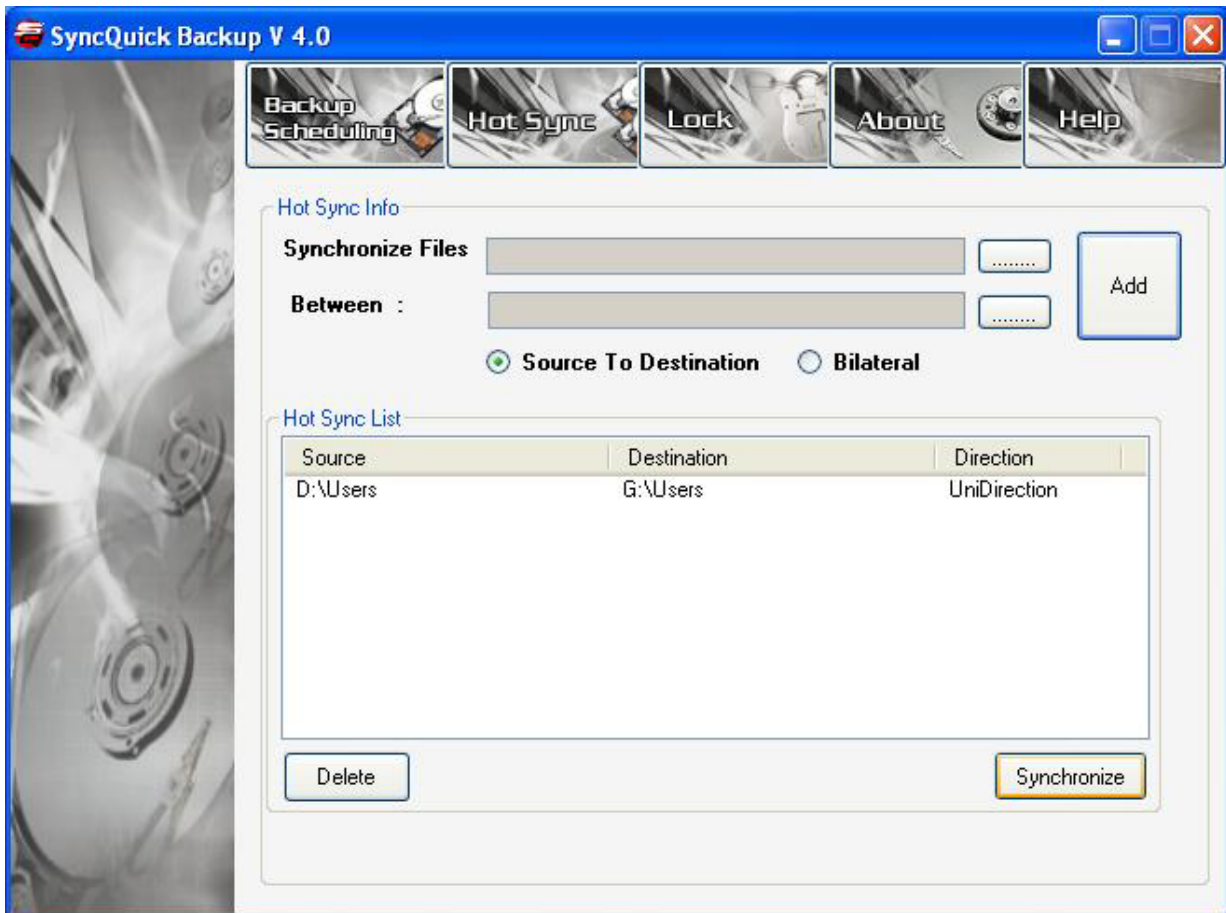 SyncQuick Backup V 4.0
Backup
Scheduling
Hot Sync
Lock
About
Help
Hot Sync Info
Synchronize Files
........
Add
Between :
........
Source To Destination
Bilateral
Hot Sync List
Source Destination Direction
D:\Users G:\Users UniDirection
Delete
Synchronize